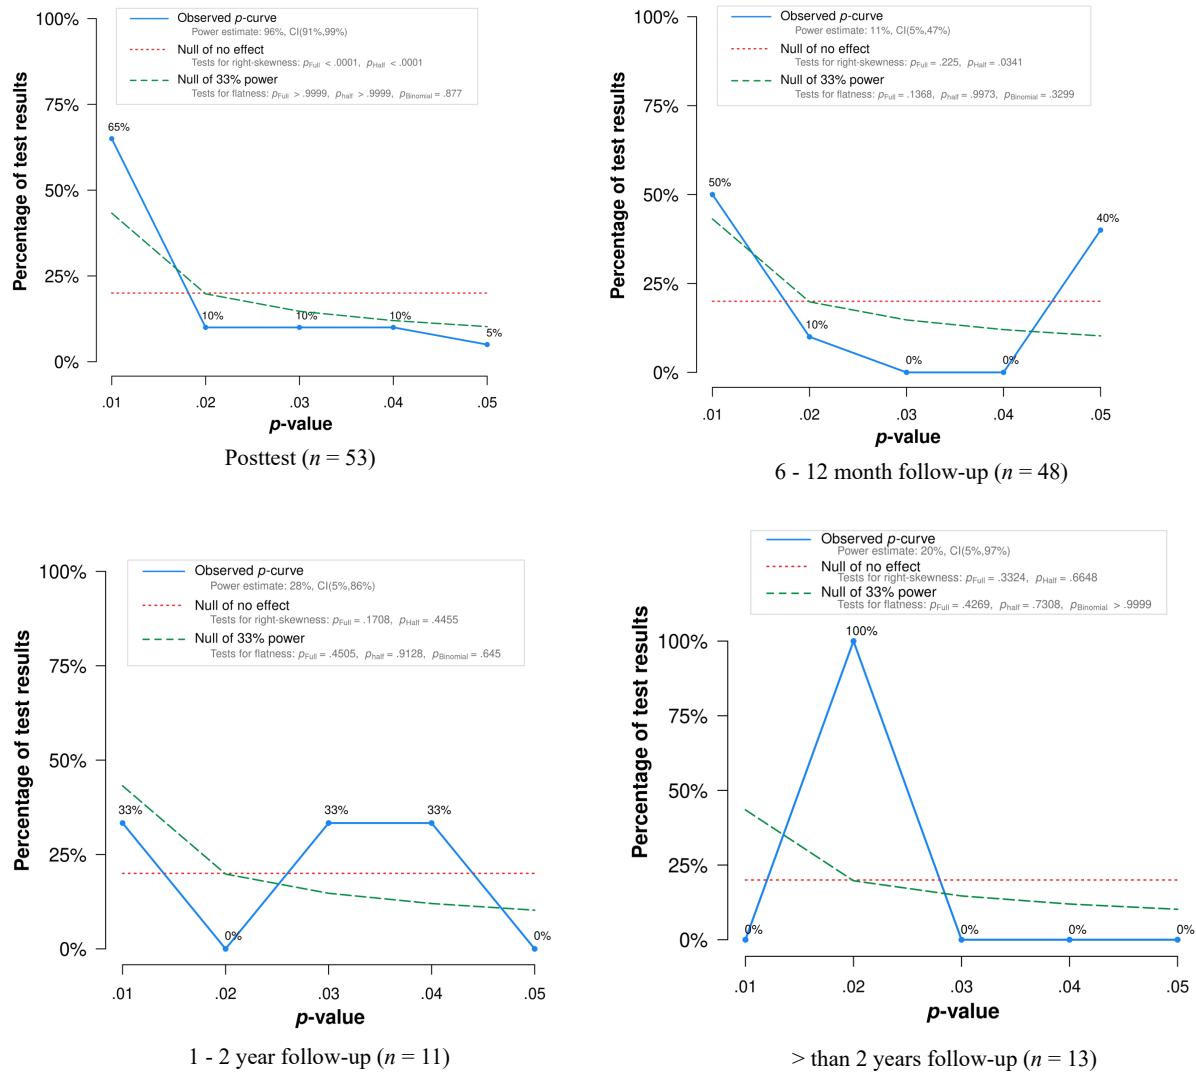 Observed p-curve
Power estimate: 96%, CI(91%,99%)
Null of no effect
Tests for right-skewness: pFull < .0001, pHalf < .0001
Null of 33% power
Tests for flatness: pFull > .9999, phalf > .9999, pBinomial = .877
Percentage of test results
100%
75%
50%
25%
0%
65%
10%
10%
10%
5%
.01 .02 .03 .04 .05
p-value
Posttest (n = 53)
Observed p-curve
Power estimate: 11%, CI(5%,47%)
Null of no effect
Tests for right-skewness: pFull = .225, pHalf = .0341
Null of 33% power
Tests for flatness: pFull = .1368, phalf = .9973, pBinomial = .3299
Percentage of test results
100%
75%
50%
25%
0%
50%
10%
0%
0%
40%
.01 .02 .03 .04 .05
p-value
6 - 12 month follow-up (n = 48)
Observed p-curve
Power estimate: 28%, CI(5%,86%)
Null of no effect
Tests for right-skewness: pFull = .1708, pHalf = .4455
Null of 33% power
Tests for flatness: pFull = .4505, phalf = .9128, pBinomial = .645
Percentage of test results
100%
75%
50%
25%
0%
33%
0%
33%
33%
0%
.01 .02 .03 .04 .05
p-value
1 - 2 year follow-up (n = 11)
Observed p-curve
Power estimate: 20%, CI(5%,97%)
Null of no effect
Tests for right-skewness: pFull = .3324, pHalf = .6648
Null of 33% power
Tests for flatness: pFull = .4269, phalf = .7308, pBinomial > .9999
Percentage of test results
100%
75%
50%
25%
0%
0%
100%
0%
0%
0%
.01 .02 .03 .04 .05
p-value
> than 2 years follow-up (n = 13)